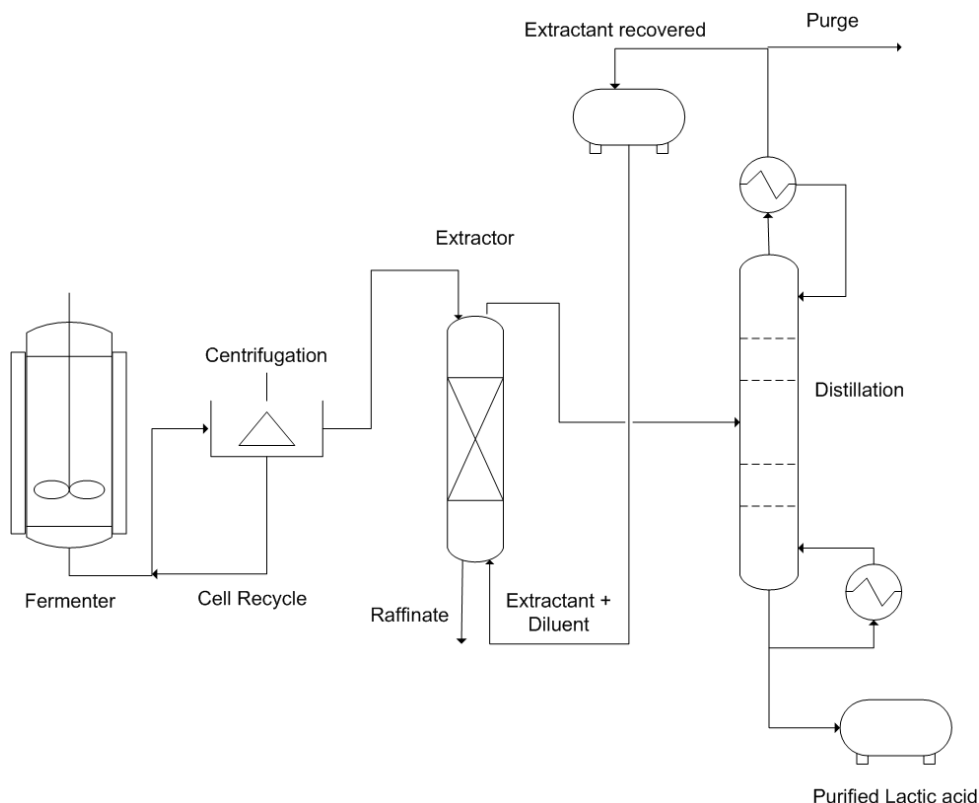 Extractant recovered
Purge
Extractor
Centrifugation
Distillation
Fermenter
Cell Recycle
Raffinate
Extractant +
Diluent
Purified Lactic acid